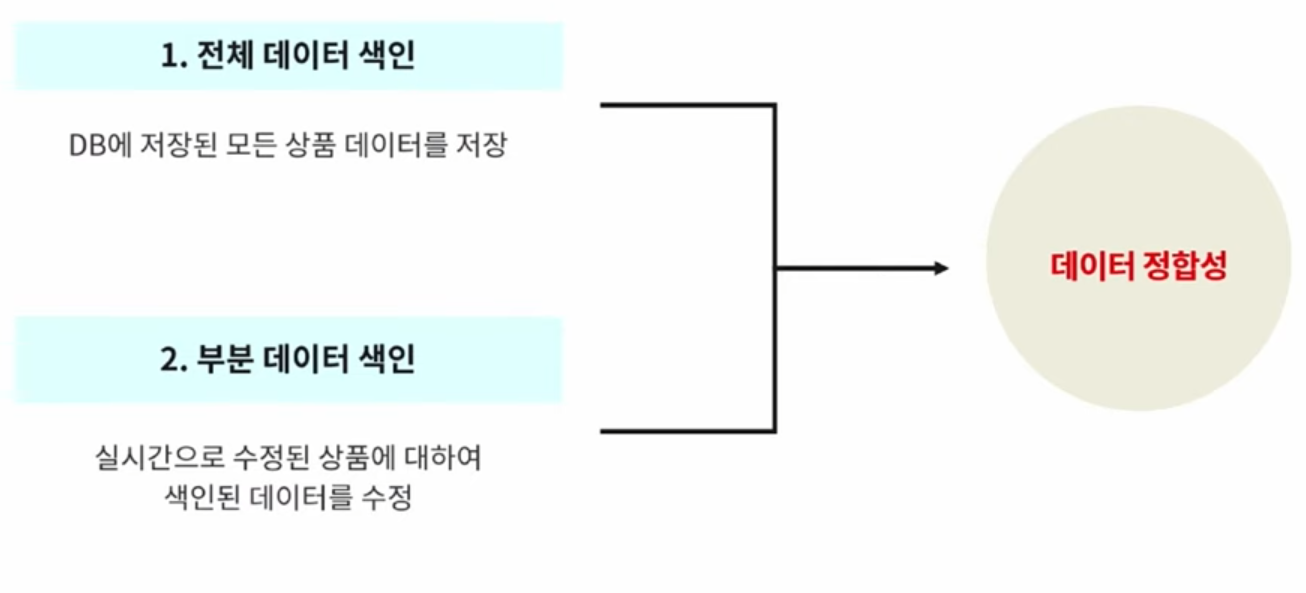 1. 전체 데이터 색인
DB에 저장된 모든 상품 데이터를 저장
2. 부분 데이터 색인
실시간으로 수정된 상품에 대하여
색인된 데이터를 수정
데이터 정합성